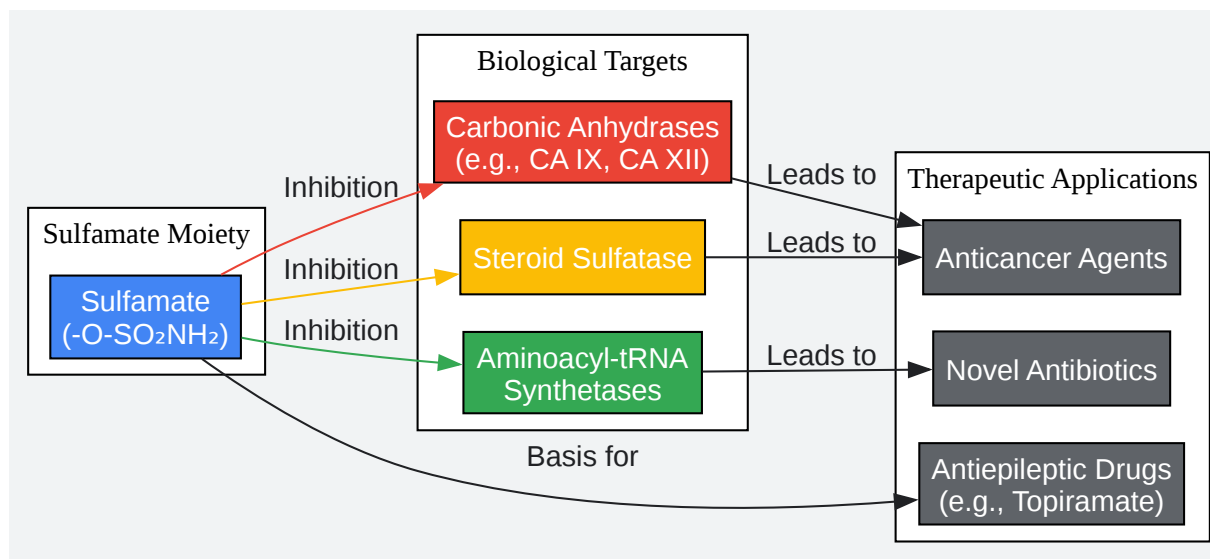 Sulfamate Moiety
Sulfamate
(-O-SO₂NH₂)
Inhibition
Inhibition
Inhibition
Basis for
Biological Targets
Carbonic Anhydrases
(e.g., CA IX, CA XII)
Steroid Sulfatase
Aminoacyl-tRNA
Synthetases
Leads to
Leads to
Leads to
Therapeutic Applications
Anticancer Agents
Novel Antibiotics
Antiepileptic Drugs
(e.g., Topiramate)